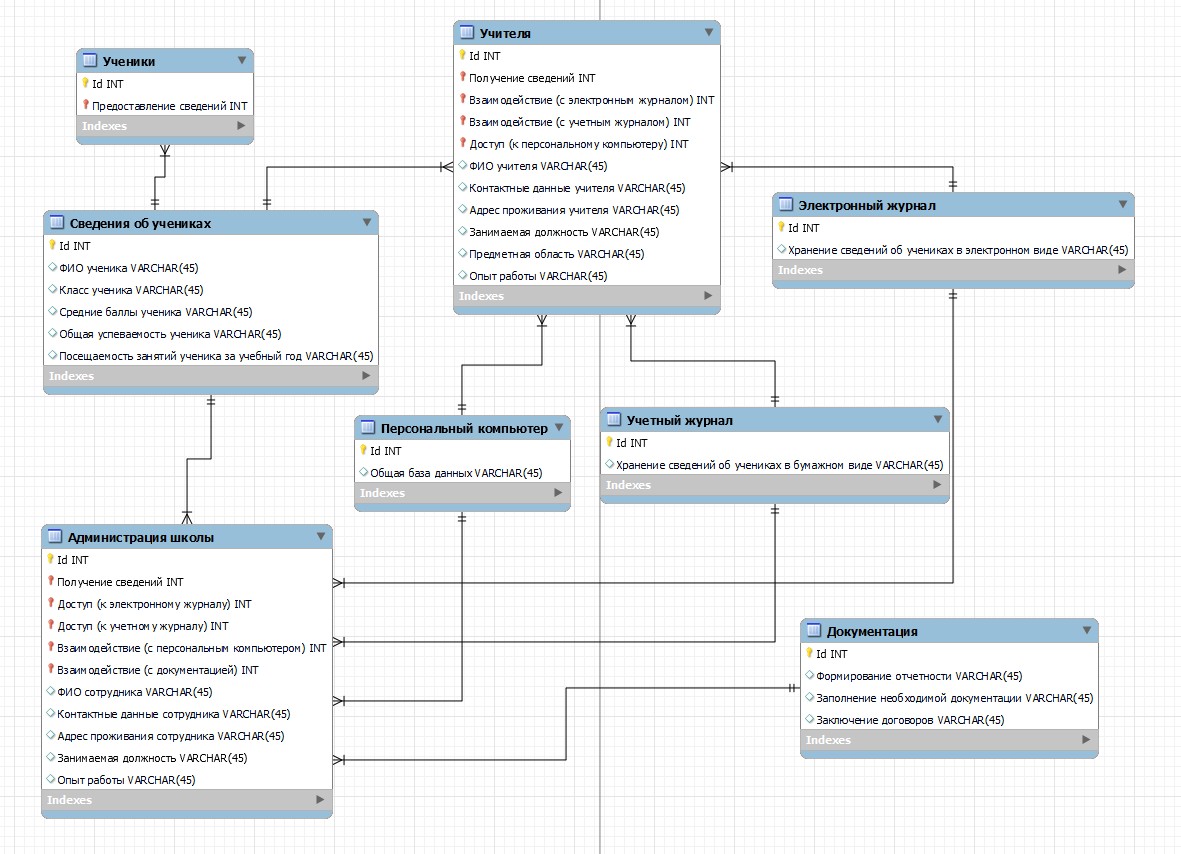 Ученики
Id INT
Предоставление сведений INT
Indexes
Учителя
Id INT
Получение сведений INT
Взаимодействие (с электронным журналом) INT
Взаимодействие (с учетным журналом) INT
Доступ (к персональному компьютеру) INT
ФИО учителя VARCHAR(45)
Контактные данные учителя VARCHAR(45)
Адрес проживания учителя VARCHAR(45)
Занимаемая должность VARCHAR(45)
Предметная область VARCHAR(45)
Опыт работы VARCHAR(45)
Indexes
Электронный журнал
Id INT
Хранение сведений об учениках в электронном виде VARCHAR(45)
Indexes
Сведения об учениках
Id INT
ФИО ученика VARCHAR(45)
Класс ученика VARCHAR(45)
Средние баллы ученика VARCHAR(45)
Общая успеваемость ученика VARCHAR(45)
Посещаемость занятий ученика за учебный год VARCHAR(45)
Indexes
Персональный компьютер
Id INT
Общая база данных VARCHAR(45)
Indexes
Учетный журнал
Id INT
Хранение сведений об учениках в бумажном виде VARCHAR(45)
Indexes
Администрация школы
Id INT
Получение сведений INT
Доступ (к электронному журналу) INT
Доступ (к учетному журналу) INT
Взаимодействие (с персональным компьютером) INT
Взаимодействие (с документацией) INT
ФИО сотрудника VARCHAR(45)
Контактные данные сотрудника VARCHAR(45)
Адрес проживания сотрудника VARCHAR(45)
Занимаемая должность VARCHAR(45)
Опыт работы VARCHAR(45)
Indexes
Документация
Id INT
Формирование отчетности VARCHAR(45)
Заполнение необходимой документации VARCHAR(45)
Заключение договоров VARCHAR(45)
Indexes